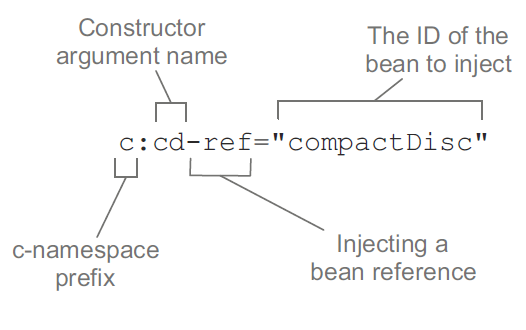 Constructor
argument name
The ID of the
bean to inject
c:cd-ref="compactDisc"
c-namespace
prefix
Injecting a
bean reference